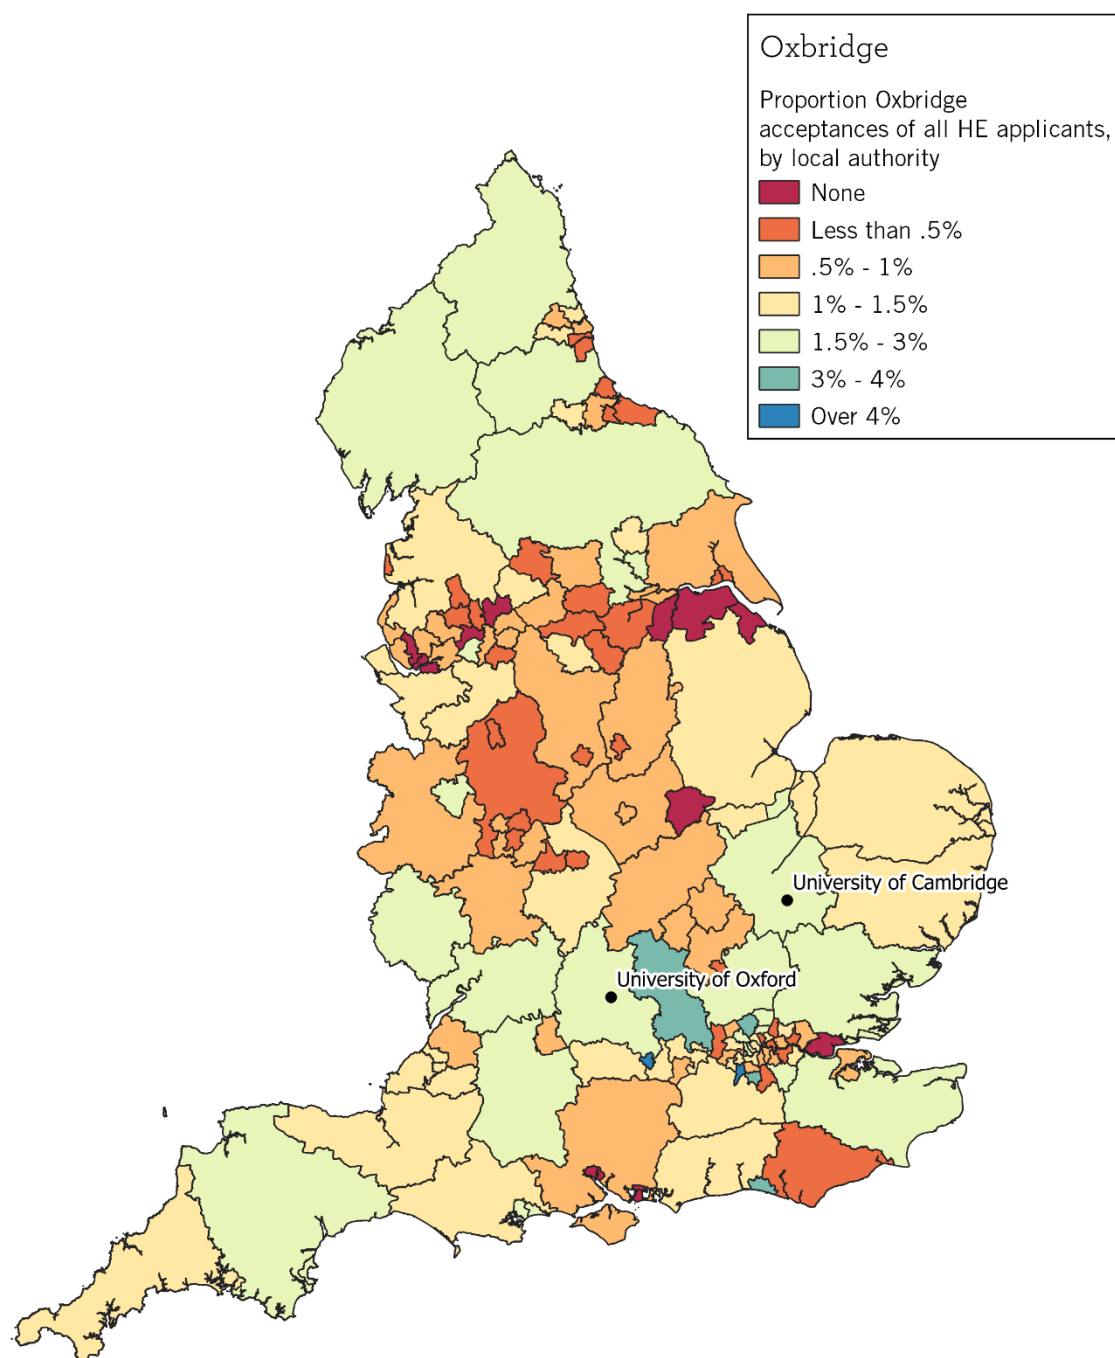 Oxbridge
Proportion Oxbridge
acceptances of all HE applicants,
by local authority
None
Less than .5%
.5% - 1%
1% - 1.5%
1.5% - 3%
3% - 4%
Over 4%
University of Cambridge
University of Oxford